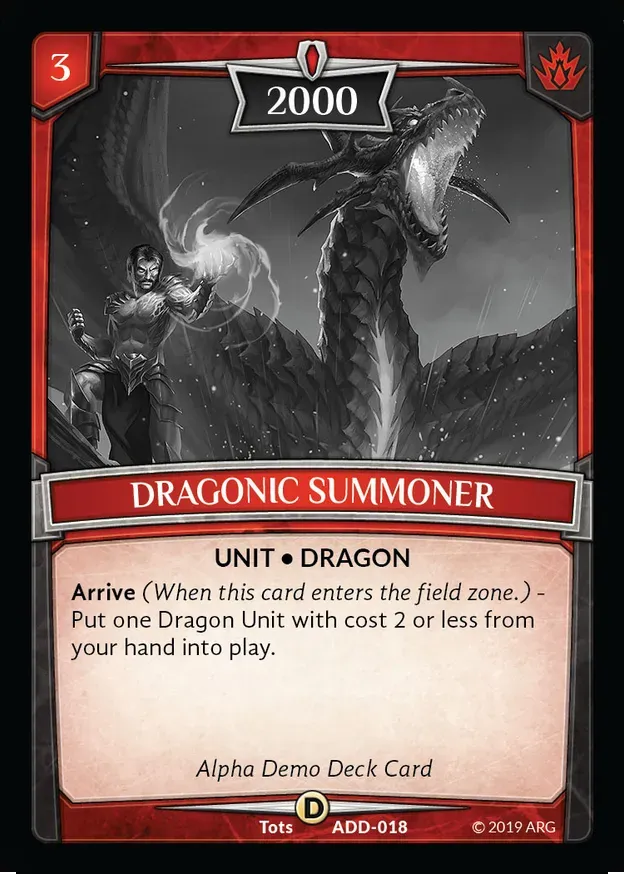 3
2000
DRAGONIC SUMMONER
UNIT • DRAGON
Arrive (When this card enters the field zone.) -
Put one Dragon Unit with cost 2 or less from
your hand into play.
Alpha Demo Deck Card
D
Tots ADD-018 © 2019 ARG